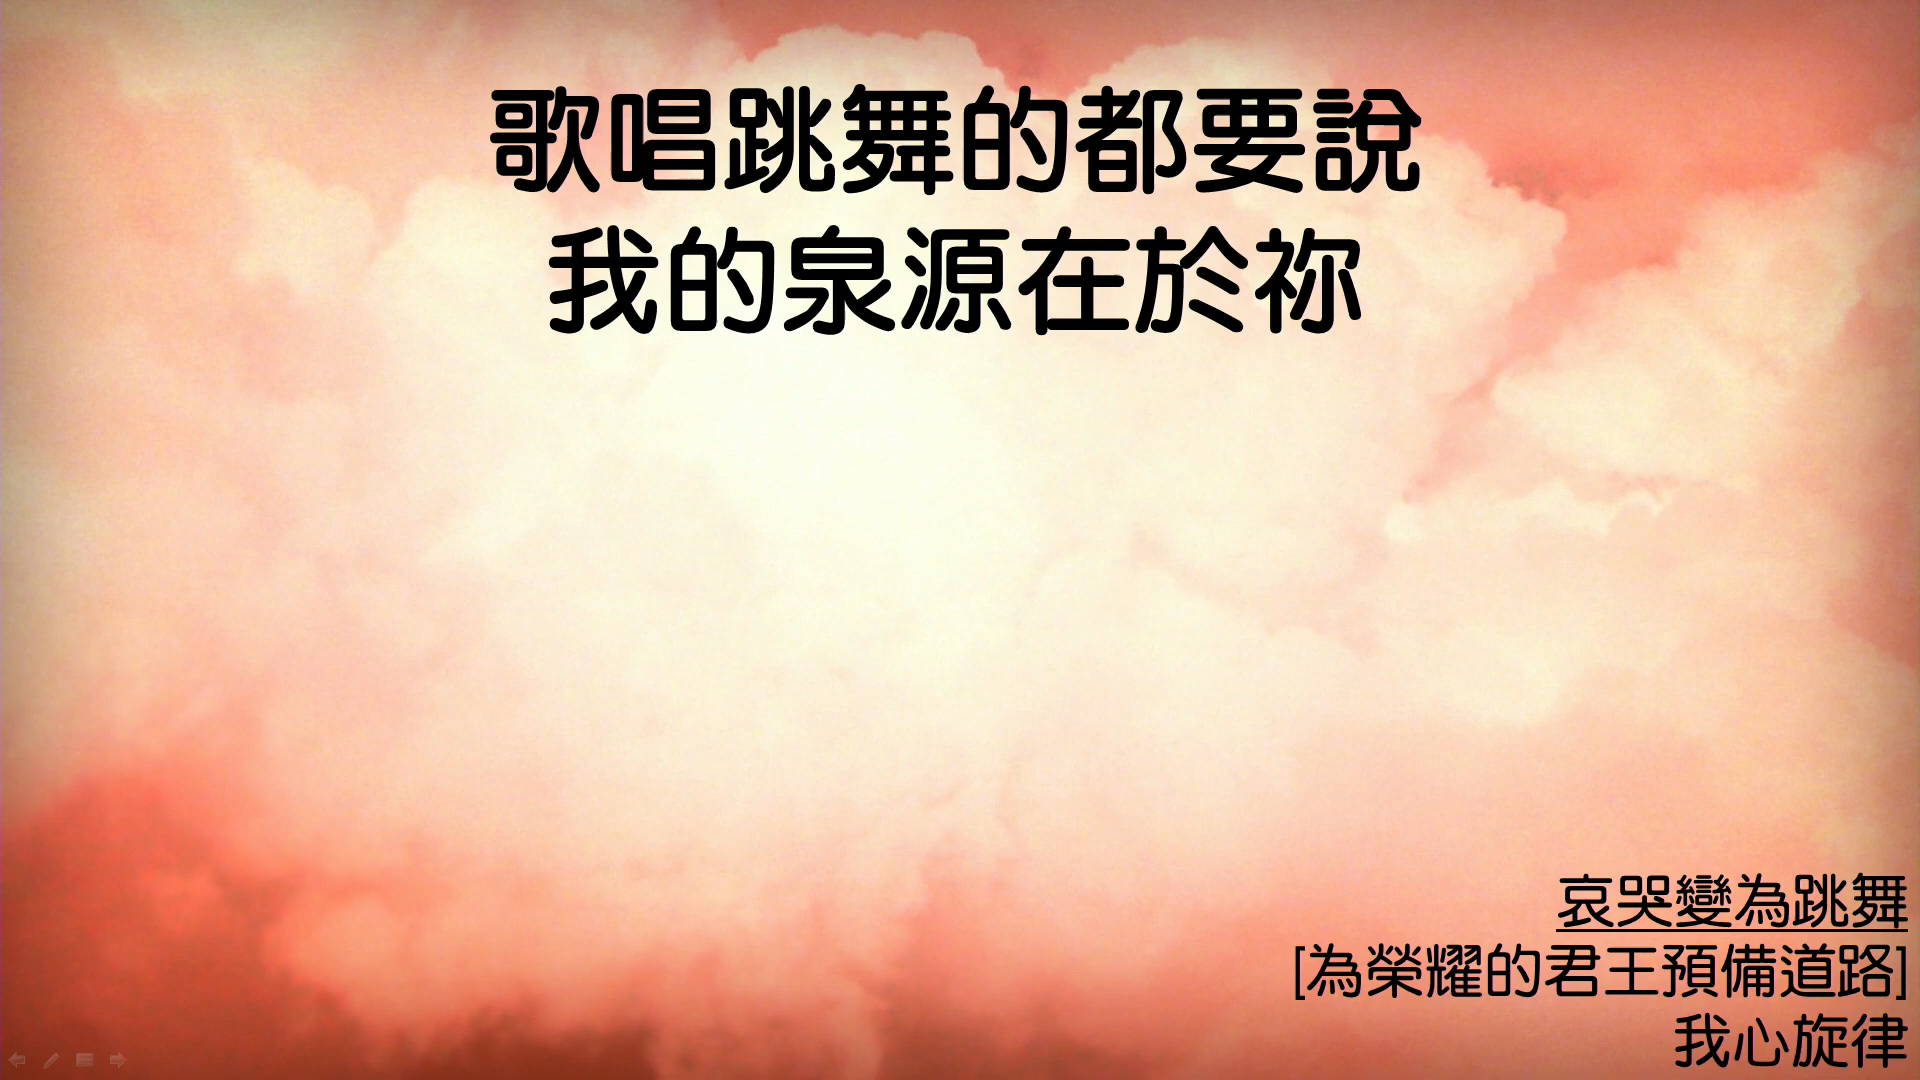 歌唱跳舞的都要說
我的泉源在於祢
哀哭變為跳舞
[為榮耀的君王預備道路]
我心旋律